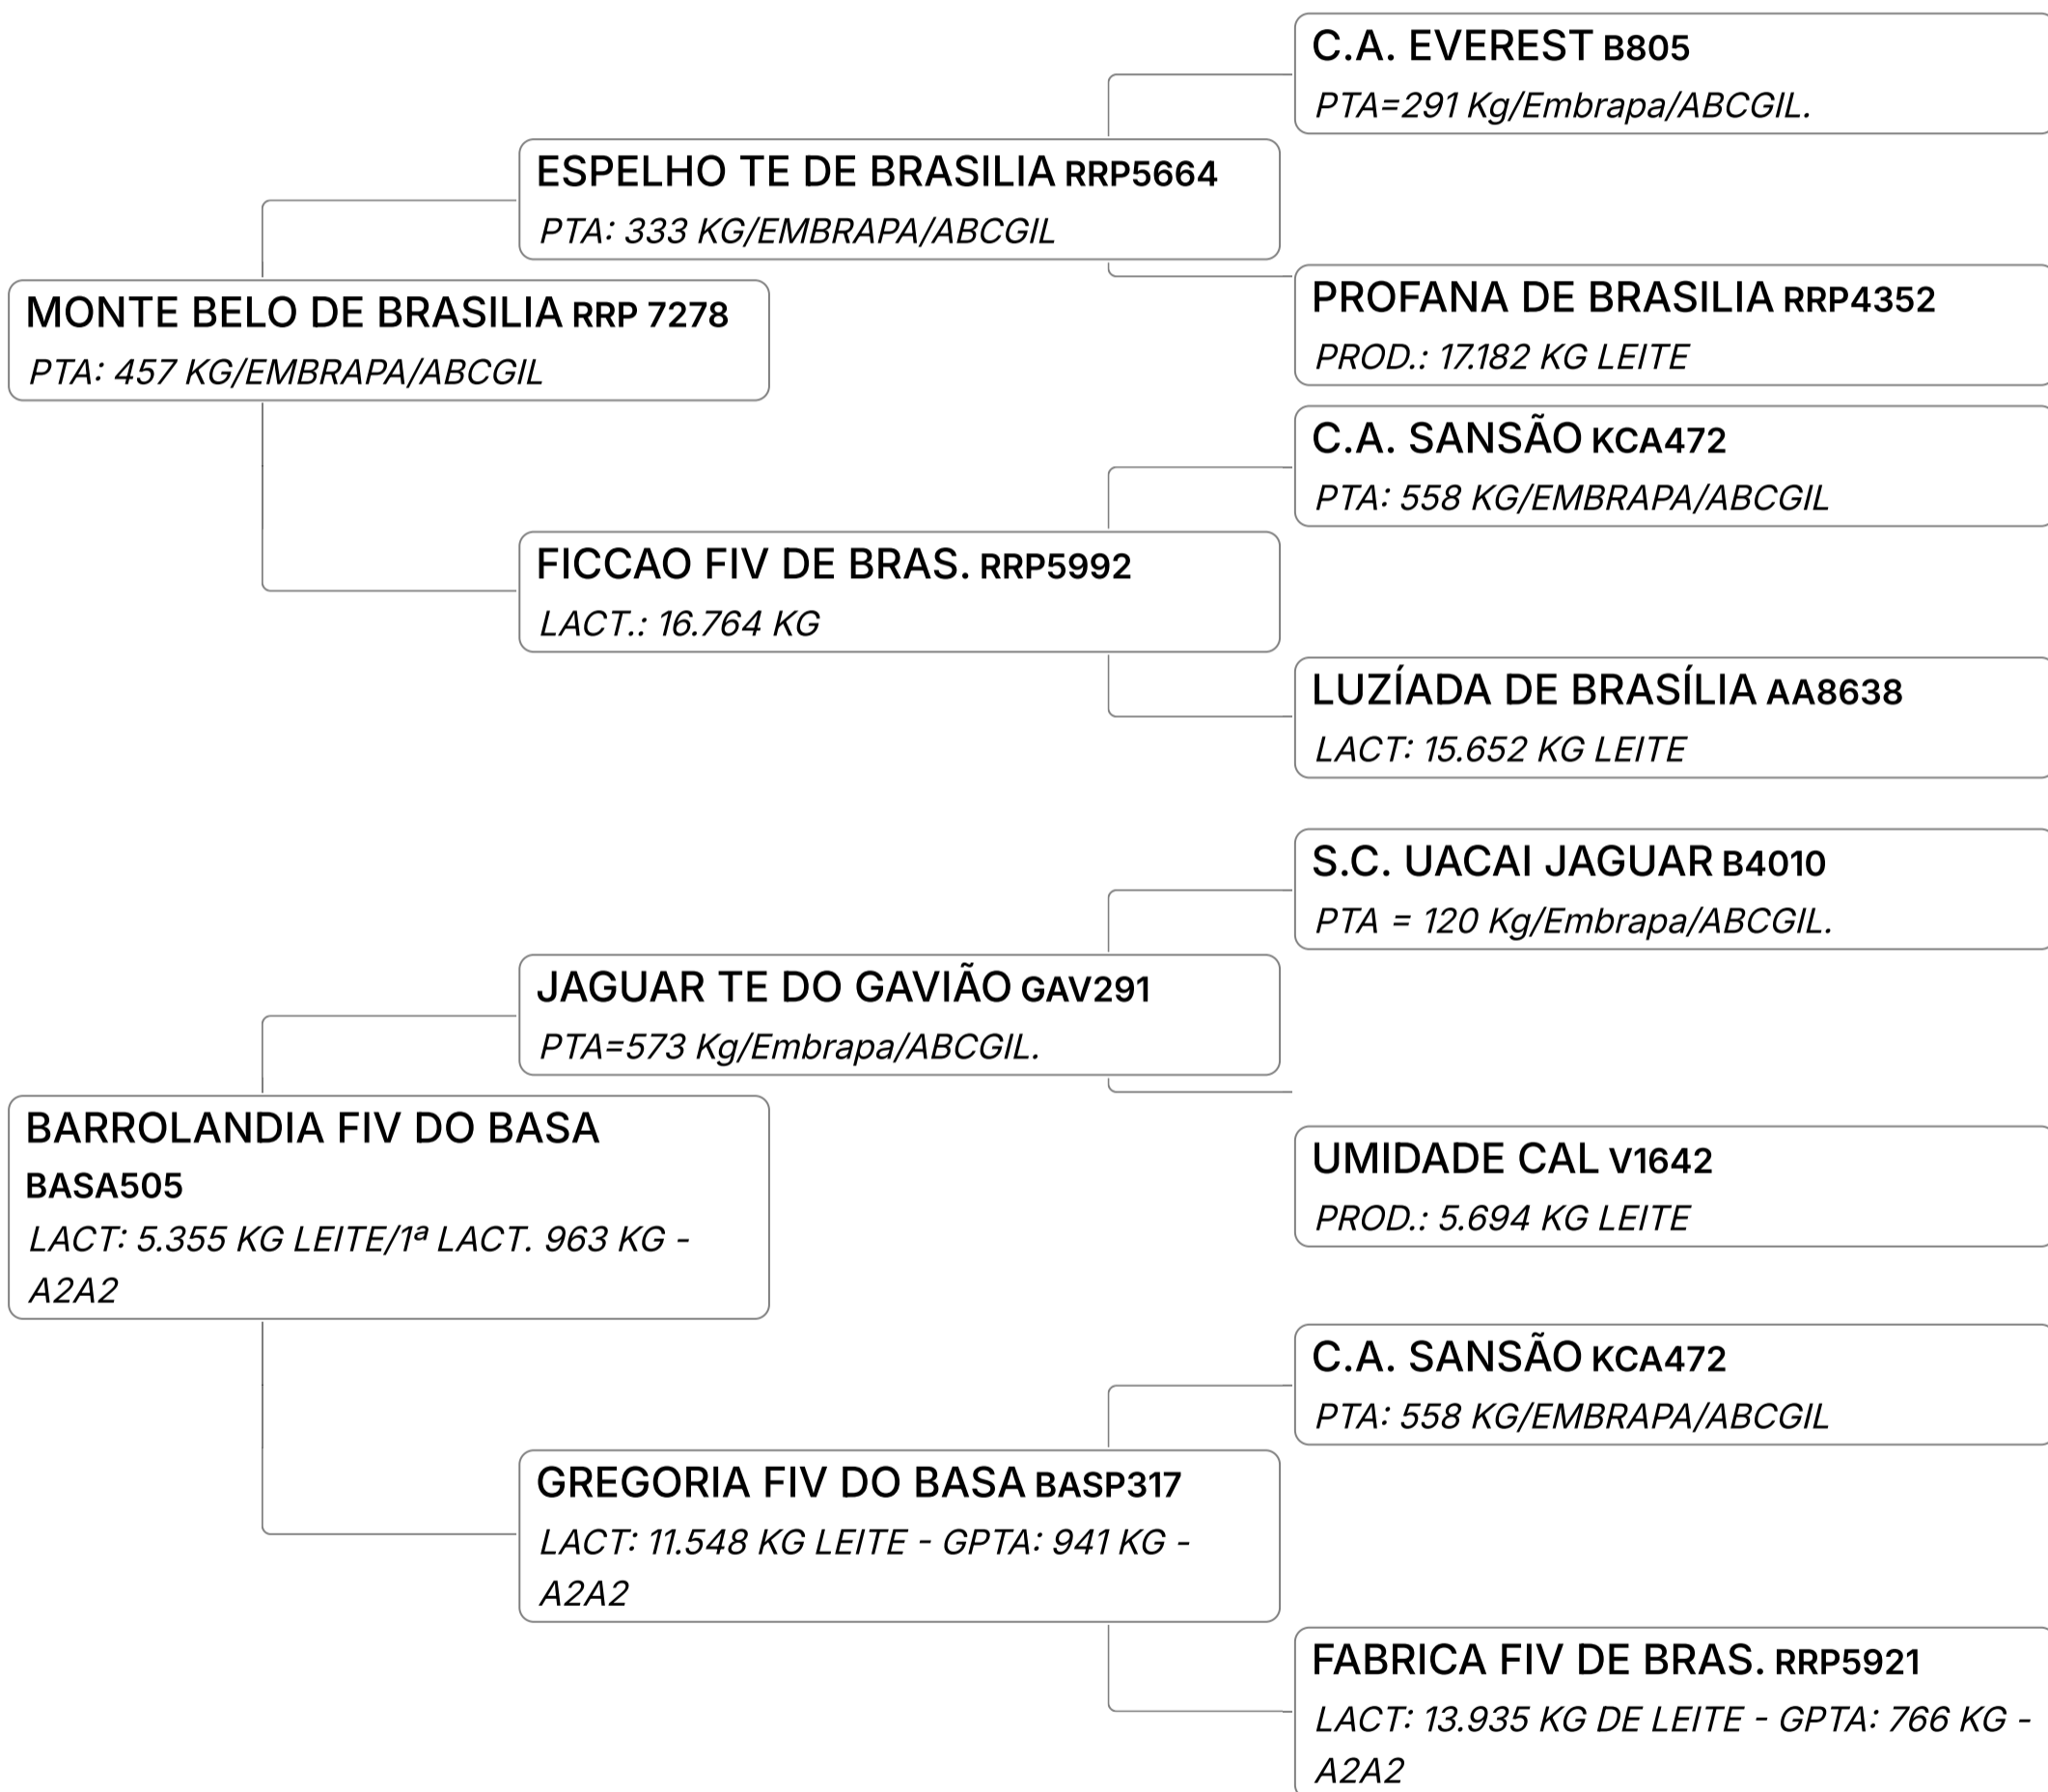 C.A. EVEREST B805
PTA=291 Kg/Embrapa/ABCGIL.
ESPELHO TE DE BRASILIA RRP5664
PTA: 333 KG/EMBRAPA/ABCGIL
PROFANA DE BRASILIA RRP4352
PROD.: 17.182 KG LEITE
MONTE BELO DE BRASILIA RRP 7278
PTA: 457 KG/EMBRAPA/ABCGIL
C.A. SANSÃO KCA472
PTA: 558 KG/EMBRAPA/ABCGIL
FICCAO FIV DE BRAS. RRP5992
LACT.: 16.764 KG
LUZÍADA DE BRASÍLIA AA8638
LACT: 15.652 KG LEITE
S.C. UACAI JAGUAR B4010
PTA = 120 Kg/Embrapa/ABCGIL.
JAGUAR TE DO GAVIÃO GAV291
PTA=573 Kg/Embrapa/ABCGIL.
UMIDADE CAL V1642
PROD.: 5.694 KG LEITE
BARROLANDIA FIV DO BASA
BASA505
LACT: 5.355 KG LEITE/1ª LACT. 963 KG -
A2A2
C.A. SANSÃO KCA472
PTA: 558 KG/EMBRAPA/ABCGIL
GREGORIA FIV DO BASA BASP317
LACT: 11.548 KG LEITE - GPTA: 941 KG -
A2A2
FABRICA FIV DE BRAS. RRP5921
LACT: 13.935 KG DE LEITE - GPTA: 766 KG -
A2A2